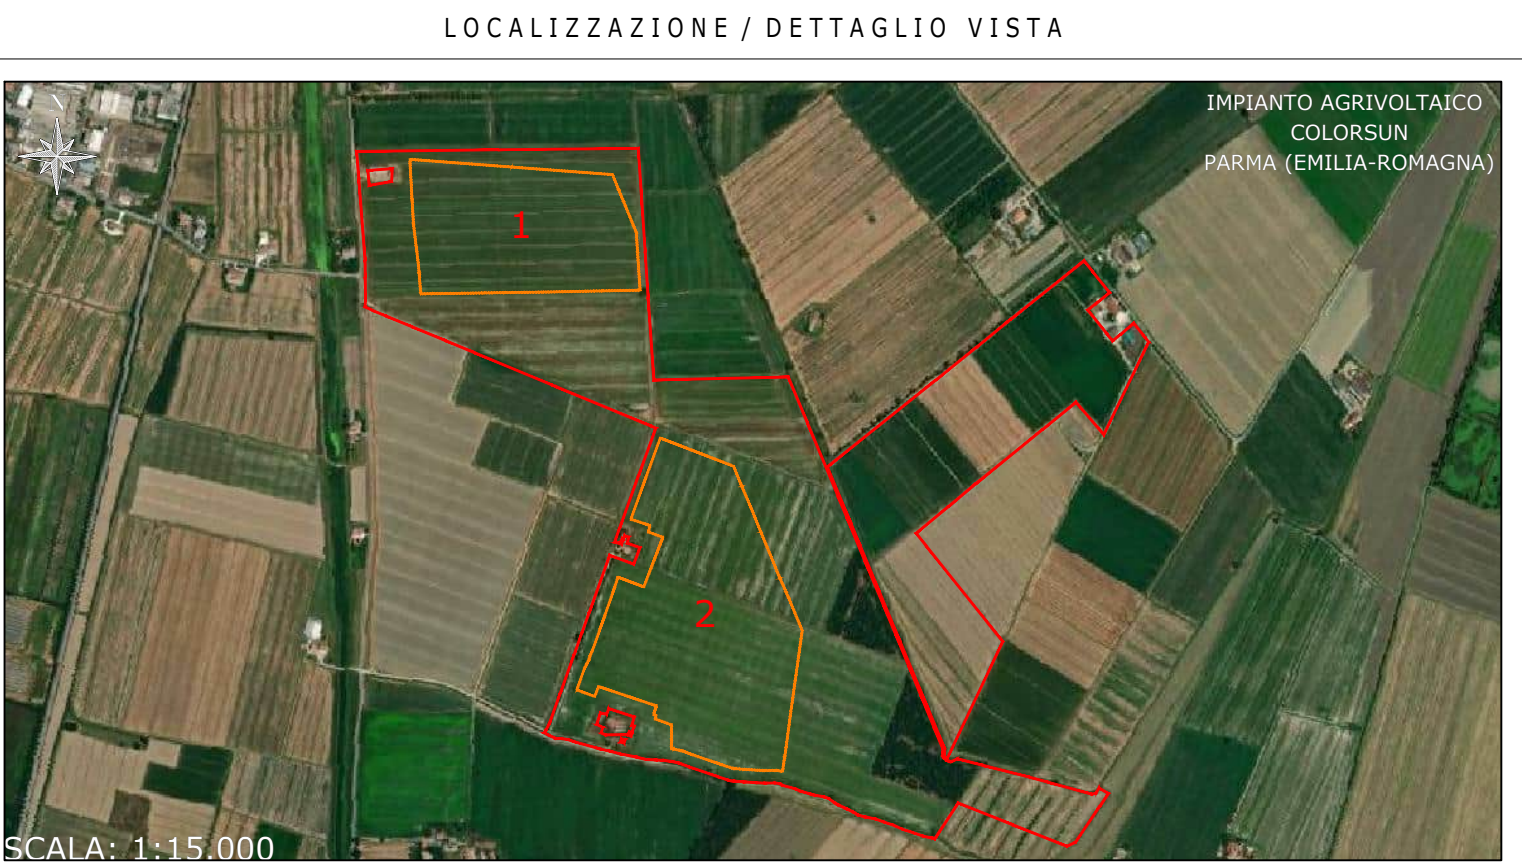 LOCALIZZAZIONE / DETTAGLIO VISTA
IMPIANTO AGRIVOLTAICO
COLORSUN
PARMA (EMILIA-ROMAGNA)
1
2
SCALA: 1:15.000